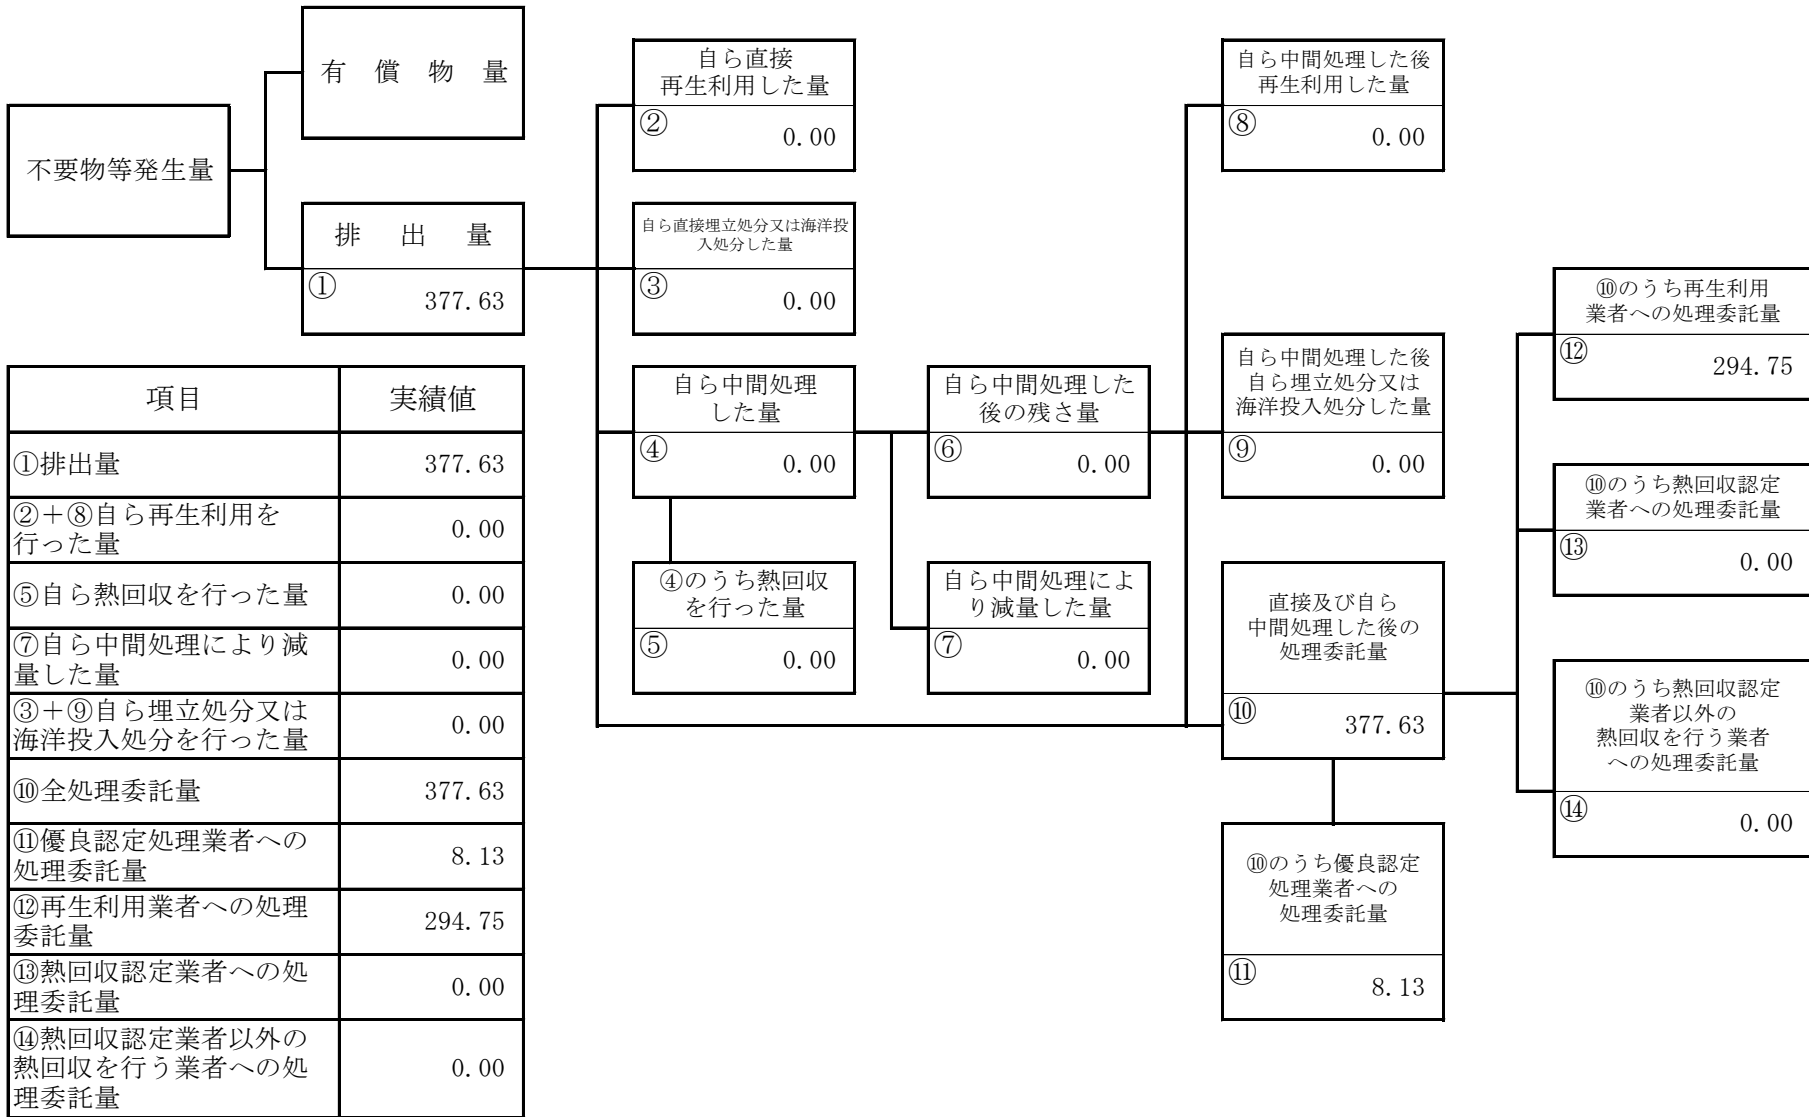 有償物量
不要物等発生量
排出量
① 377.63
自ら直接
再生利用した量
② 0.00
自ら直接埋立処分又は海洋投
入処分した量
③ 0.00
自ら中間処理
した量
④ 0.00
④のうち熱回収
を行った量
⑤ 0.00
自ら中間処理した
後の残さ量
⑥ 0.00
自ら中間処理によ
り減量した量
⑦ 0.00
自ら中間処理した後
再生利用した量
⑧ 0.00
自ら中間処理した後
自ら埋立処分又は
海洋投入処分した量
⑨ 0.00
直接及び自ら
中間処理した後の
処理委託量
⑩ 377.63
⑩のうち優良認定
処理業者への
処理委託量
⑪ 8.13
⑩のうち再生利用
業者への処理委託量
⑫ 294.75
⑩のうち熱回収認定
業者への処理委託量
⑬ 0.00
⑩のうち熱回収認定
業者以外の
熱回収を行う業者
への処理委託量
⑭ 0.00
項目 実績値
①排出量 377.63
②＋⑧自ら再生利用を
行った量 0.00
⑤自ら熱回収を行った量 0.00
⑦自ら中間処理により減
量した量 0.00
③＋⑨自ら埋立処分又は
海洋投入処分を行った量 0.00
⑩全処理委託量 377.63
⑪優良認定処理業者への
処理委託量 8.13
⑫再生利用業者への処理
委託量 294.75
⑬熱回収認定業者への処
理委託量 0.00
⑭熱回収認定業者以外の
熱回収を行う業者への処
理委託量 0.00